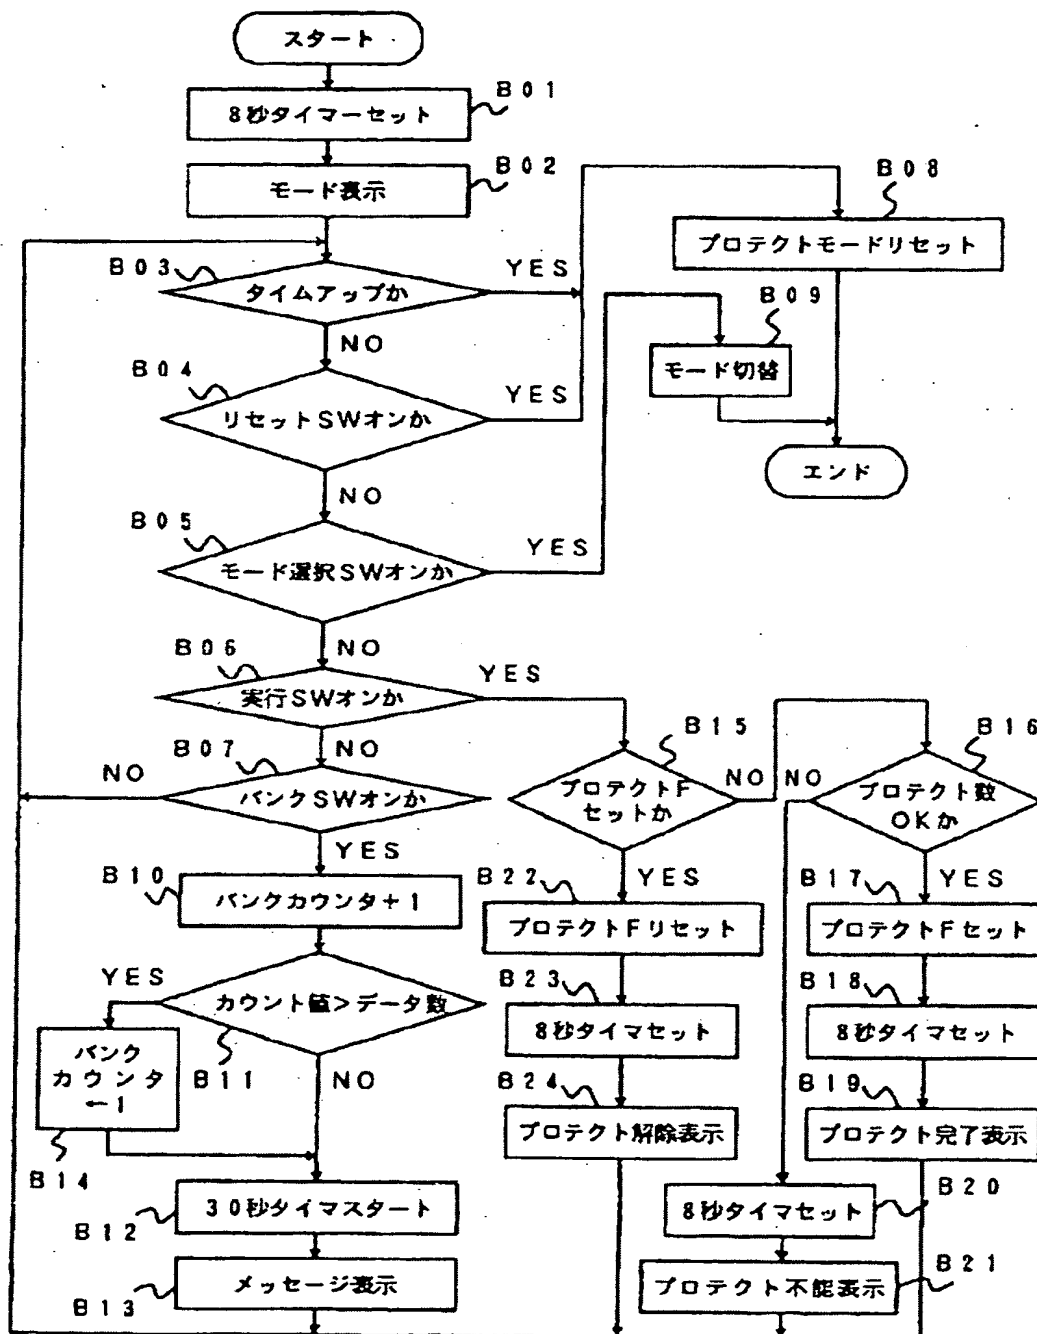 スタート
B01
8秒タイマーセット
B02
モード表示
B03
タイムアップか
YES
NO
B08
プロテクトモードリセット
B09
モード切替
エンド
B04
リセットSWオンか
YES
NO
B05
モード選択SWオンか
YES
NO
B06
実行SWオンか
YES
NO
B07
バンクSWオンか
NO
YES
B15
プロテクトF
セットか
NO
YES
B16
プロテクト数
OKか
NO
YES
B10
バンクカウンタ+1
B11
カウント値>データ数
YES
NO
バンク
カウンタ
←1
B14
B12
30秒タイマスタート
B13
メッセージ表示
B22
プロテクトFリセット
B23
8秒タイマセット
B24
プロテクト解除表示
B17
プロテクトFセット
B18
8秒タイマセット
B19
プロテクト完了表示
B20
8秒タイマセット
B21
プロテクト不能表示